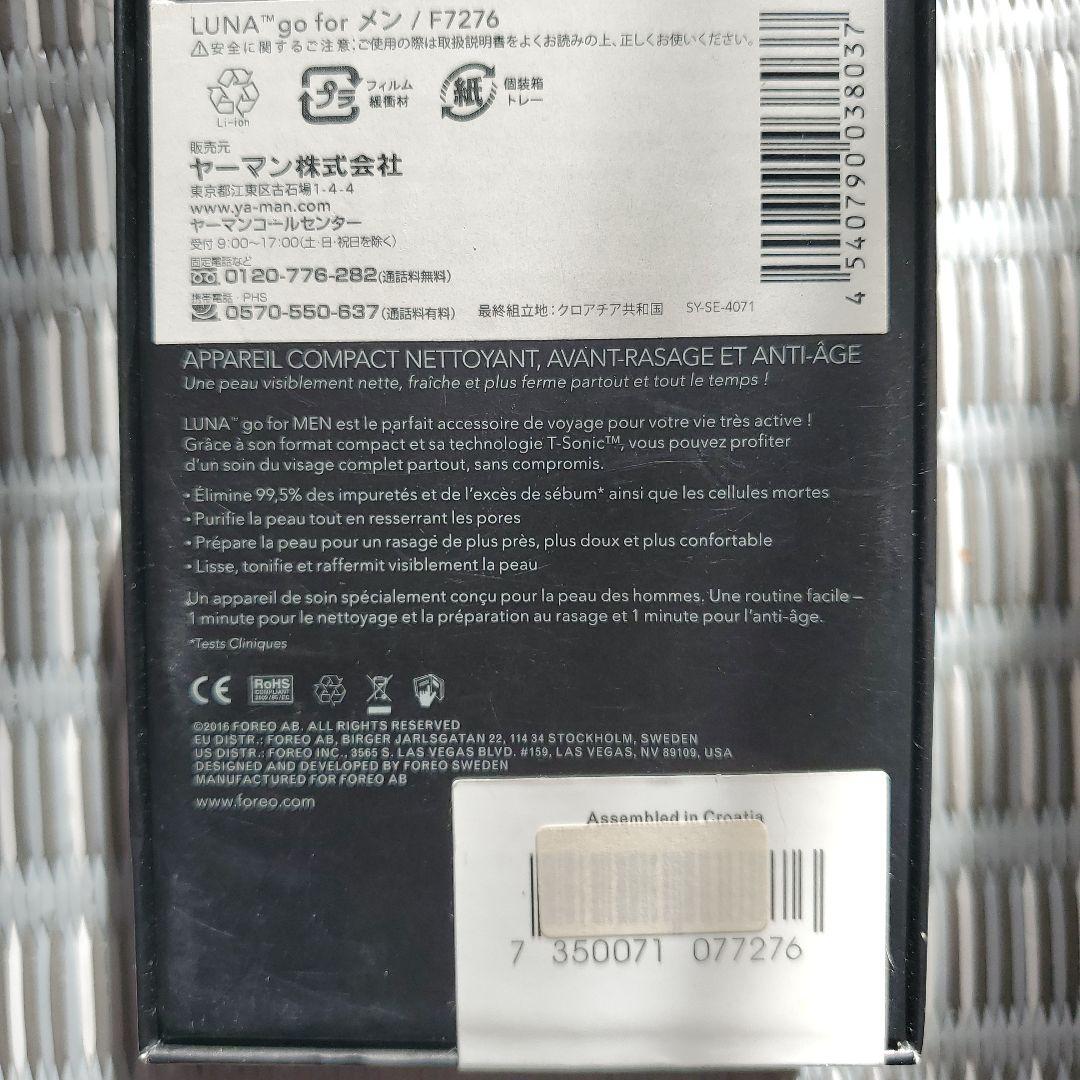 LUNA™go for メン / F7276
⚠安全に関するご注意:ご使用の際は取扱説明書をよくお読みの上、正しくお使いください。
Li-ion
プラ
フィルム
緩衝材
紙
個装箱
トレー
販売元
ヤーマン株式会社
東京都江東区古石場1-4-4
www.ya-man.com
ヤーマンコールセンター
受付 9:00〜17:00(土・日・祝日を除く)
固定電話など
0120-776-282(通話料無料)
携帯電話・PHS
0570-550-637(通話料有料)
最終組立地:クロアチア共和国
SY-SE-4071
4 540790 038037
APPAREIL COMPACT NETTOYANT, AVANT-RASAGE ET ANTI-ÂGE
Une peau visiblement nette, fraîche et plus ferme partout et tout le temps !
LUNA™ go for MEN est le parfait accessoire de voyage pour votre vie très active !
Grâce à son format compact et sa technologie T-Sonic™, vous pouvez profiter
d'un soin du visage complet partout, sans compromis.
• Élimine 99,5% des impuretés et de l'excès de sébum* ainsi que les cellules mortes
• Purifie la peau tout en resserrant les pores
• Prépare la peau pour un rasage de plus près, plus doux et plus confortable
• Lisse, tonifie et raffermit visiblement la peau
Un appareil de soin spécialement conçu pour la peau des hommes. Une routine facile –
1 minute pour le nettoyage et la préparation au rasage et 1 minute pour l'anti-âge.
*Tests Cliniques
CE
RoHS
COMPLIANT
2002/95/EC
©2016 FOREO AB. ALL RIGHTS RESERVED
EU DISTR.: FOREO AB, BIRGER JARLSGATAN 22, 114 34 STOCKHOLM, SWEDEN
US DISTR.: FOREO INC., 3565 S. LAS VEGAS BLVD. #159, LAS VEGAS, NV 89109, USA
DESIGNED AND DEVELOPED BY FOREO SWEDEN
MANUFACTURED FOR FOREO AB
www.foreo.com
Assembled in Croatia
7 350071 077276